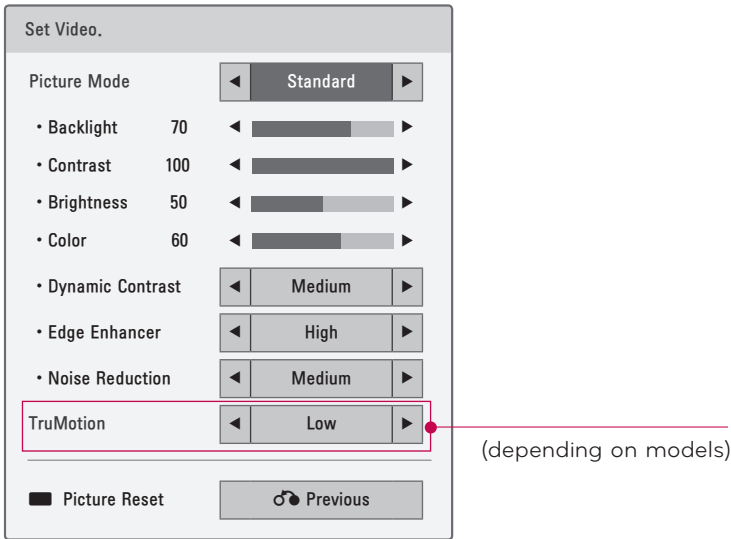 Set Video.
Picture Mode Standard
• Backlight 70
• Contrast 100
• Brightness 50
• Color 60
• Dynamic Contrast Medium
• Edge Enhancer High
• Noise Reduction Medium
TruMotion Low
(depending on models)
Picture Reset Previous